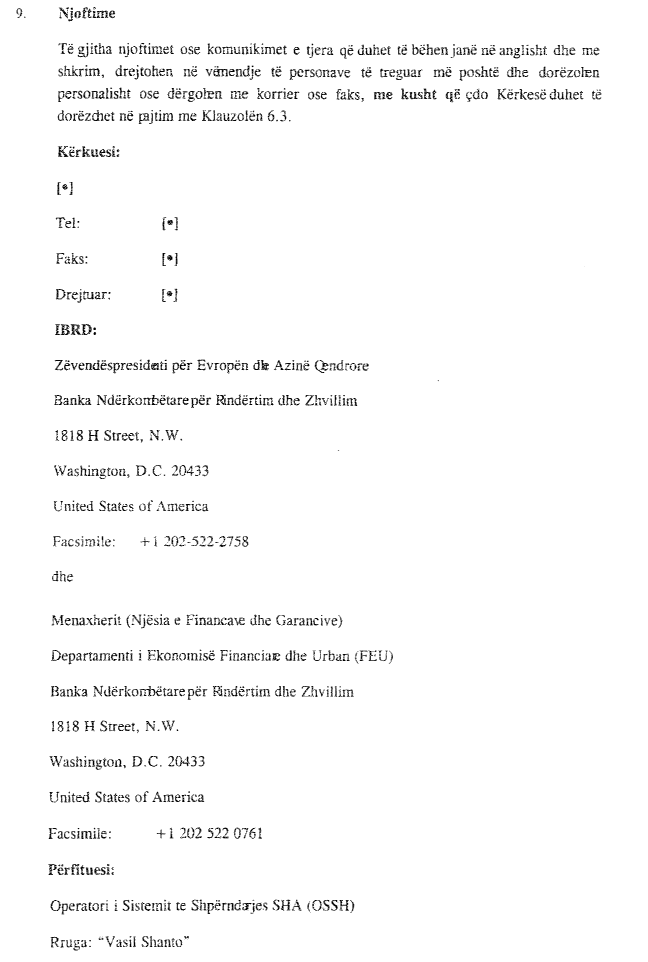 9. Njoftime
Të gjitha njoftimet ose komunikimet e tjera që duhet të bëhen janë në anglisht dhe me
shkrim, drejtohen në vëmendje të personave të treguar më poshtë dhe dorëzohen
personalisht ose dërgohen me korrier ose faks, me kusht që çdo Kërkesë duhet të
dorëzohet në pajtim me Klauzolën 6.3.
Kërkuesi:
[•]
Tel: [•]
Faks: [•]
Drejtuar: [•]
IBRD:
Zëvendëspresidenti për Evropën dhe Azinë Qendrore
Banka Ndërkombëtare për Rindërtim dhe Zhvillim
1818 H Street, N.W.
Washington, D.C. 20433
United States of America
Facsimile: +1 202-522-2758
dhe
Menaxherit (Njësia e Financave dhe Garancive)
Departamenti i Ekonomisë Financiare dhe Urban (FEU)
Banka Ndërkombëtare për Rindërtim dhe Zhvillim
1818 H Street, N.W.
Washington, D.C. 20433
United States of America
Facsimile: +1 202 522 0761
Përfituesi:
Operatori i Sistemit te Shpërndarjes SHA (OSSH)
Rruga: “Vasil Shanto”